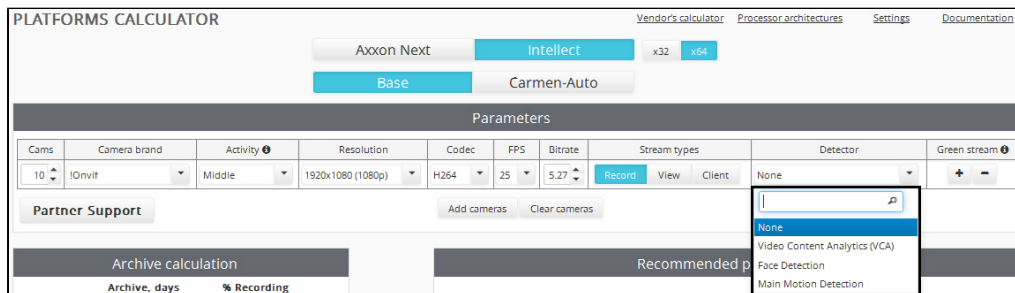 PLATFORMS CALCULATOR
Vendor's calculator Processor architectures Settings Documentation
Axxon Next Intellect x32 x64
Base Carmen-Auto
Parameters
Cams Camera brand Activity Resolution Codec FPS Bitrate Stream types Detector Green stream
10 !Onvif Middle 1920x1080 (1080p) H264 25 5.27 Record View Client None + −
Partner Support Add cameras Clear cameras
None
Video Content Analytics (VCA)
Face Detection
Main Motion Detection
Archive calculation Recommended p
Archive, days % Recording